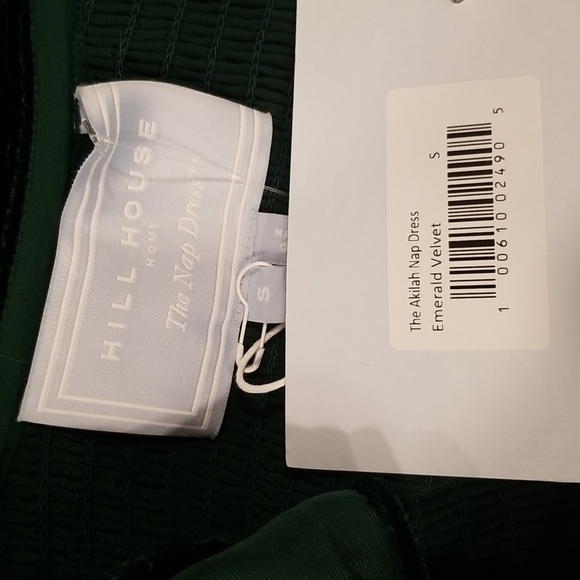 HILL HOUSE
HOME
The Nap Dress
S
The Akilah Nap Dress
Emerald Velvet
S
1 00610 02490 5